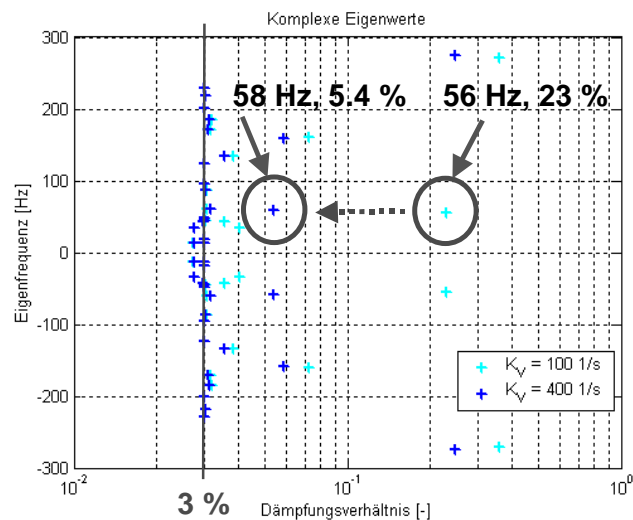 Komplexe Eigenwerte
300
200
100
0
-100
-200
-300
Eigenfrequenz [Hz]
58 Hz, 5.4 %
56 Hz, 23 %
K_V = 100 1/s
K_V = 400 1/s
10^-2
10^-1
10^0
3 %
Dämpfungsverhältnis [-]